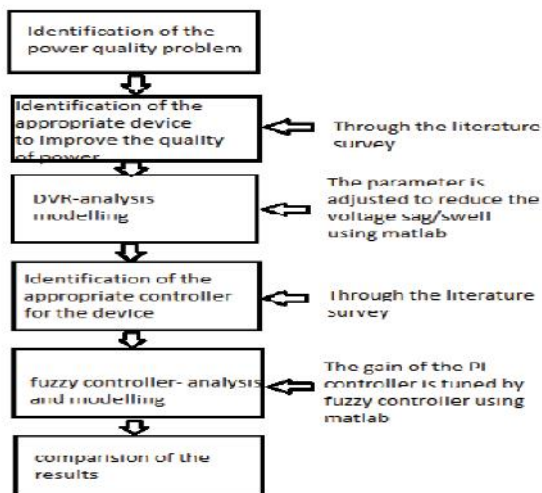 Identification of the
power quality problem
Identification of the
appropriate device
to improve the quality
of power
Through the literature
survey
DVR-analysis
modelling
The parameter is
adjusted to reduce the
voltage sag/swell
using matlab
Identification of the
appropriate controller
for the device
Through the literature
survey
fuzzy controller- analysis
and modelling
The gain of the PI
controller is tuned by
fuzzy controller using
matlab
comparision of the
results